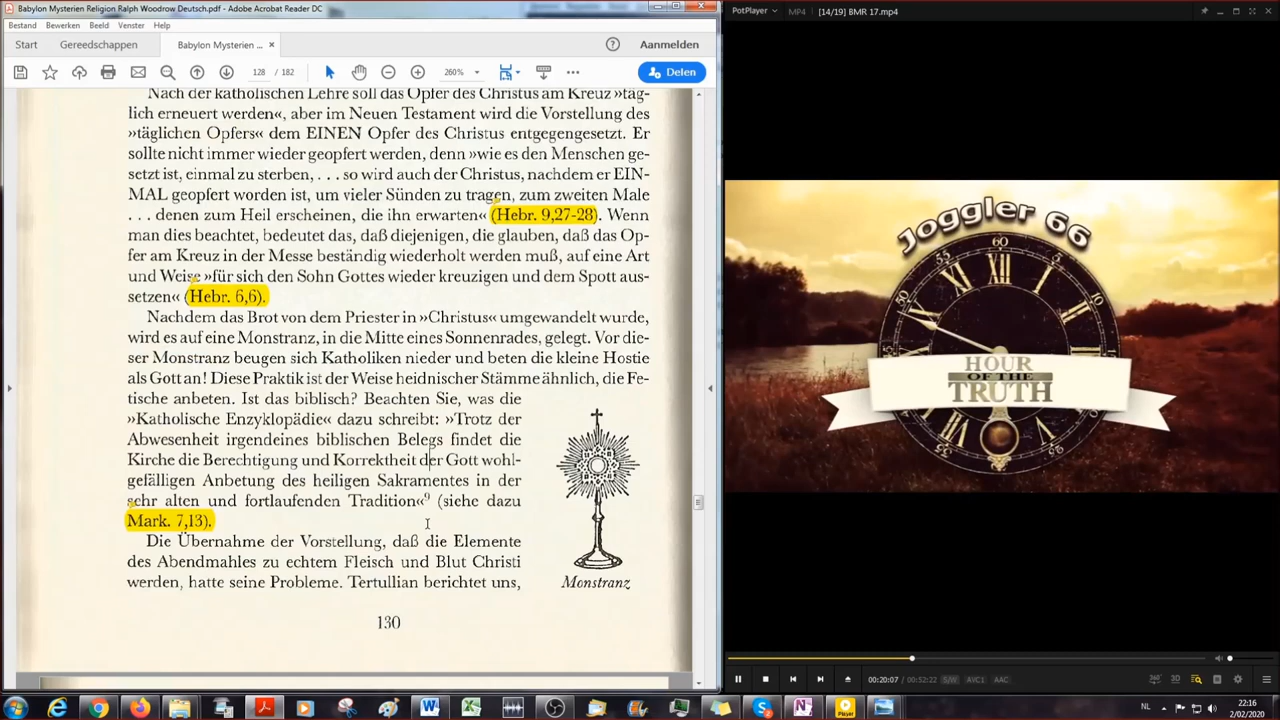 Babylon Mysterien Religion Ralph Woodrow Deutsch.pdf - Adobe Acrobat Reader DC
Bestand Bewerken Beeld Venster Help
Start Gereedschappen Babylon Mysterien ... × Aanmelden
128 / 182 260% Delen
Nach der katholischen Lehre soll das Opfer des Christus am Kreuz »täg-
lich erneuert werden«, aber im Neuen Testament wird die Vorstellung des
»täglichen Opfers« dem EINEN Opfer des Christus entgegengesetzt. Er
sollte nicht immer wieder geopfert werden, denn »wie es den Menschen ge-
setzt ist, einmal zu sterben, . . . so wird auch der Christus, nachdem er EIN-
MAL geopfert worden ist, um vieler Sünden zu tragen, zum zweiten Male
. . . denen zum Heil erscheinen, die ihn erwarten« (Hebr. 9,27-28). Wenn
man dies beachtet, bedeutet das, daß diejenigen, die glauben, daß das Op-
fer am Kreuz in der Messe beständig wiederholt werden muß, auf eine Art
und Weise »für sich den Sohn Gottes wieder kreuzigen und dem Spott aus-
setzen« (Hebr. 6,6).
Nachdem das Brot von dem Priester in »Christus« umgewandelt wurde,
wird es auf eine Monstranz, in die Mitte eines Sonnenrades, gelegt. Vor die-
ser Monstranz beugen sich Katholiken nieder und beten die kleine Hostie
als Gott an! Diese Praktik ist der Weise heidnischer Stämme ähnlich, die Fe-
tische anbeten. Ist das biblisch? Beachten Sie, was die
»Katholische Enzyklopädie« dazu schreibt: »Trotz der
Abwesenheit irgendeines biblischen Belegs findet die
Kirche die Berechtigung und Korrektheit der Gott wohl-
gefälligen Anbetung des heiligen Sakramentes in der
sehr alten und fortlaufenden Tradition«9 (siehe dazu
Mark. 7,13).
Die Übernahme der Vorstellung, daß die Elemente
des Abendmahles zu echtem Fleisch und Blut Christi
werden, hatte seine Probleme. Tertullian berichtet uns,
Monstranz
130
PotPlayer MP4 [14/19] BMR 17.mp4
Joggler 66
60
55
50
XII
I
II
III
HOUR
OF THE
TRUTH
00:20:07 / 00:52:22 S/W AVC1 AAC
360° 3D
NL 22:16
2/02/2020